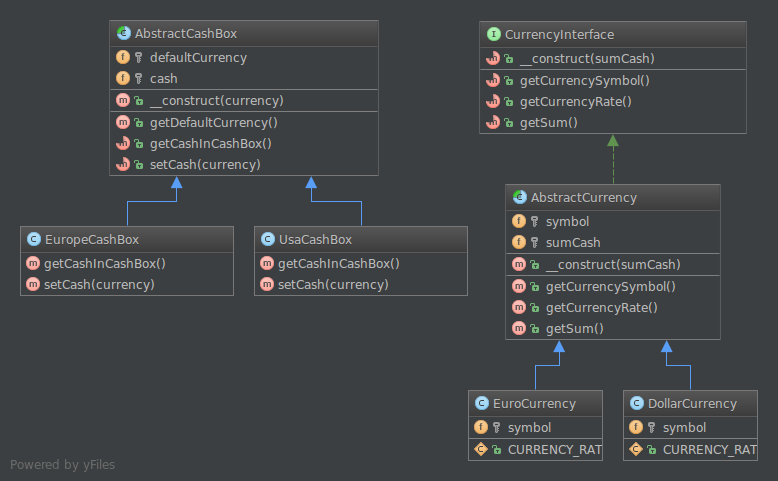 AbstractCashBox
defaultCurrency
cash
__construct(currency)
getDefaultCurrency()
getCashInCashBox()
setCash(currency)
EuropeCashBox
getCashInCashBox()
setCash(currency)
UsaCashBox
getCashInCashBox()
setCash(currency)
CurrencyInterface
__construct(sumCash)
getCurrencySymbol()
getCurrencyRate()
getSum()
AbstractCurrency
symbol
sumCash
__construct(sumCash)
getCurrencySymbol()
getCurrencyRate()
getSum()
EuroCurrency
symbol
CURRENCY_RAT
DollarCurrency
symbol
CURRENCY_RAT
Powered by yFiles